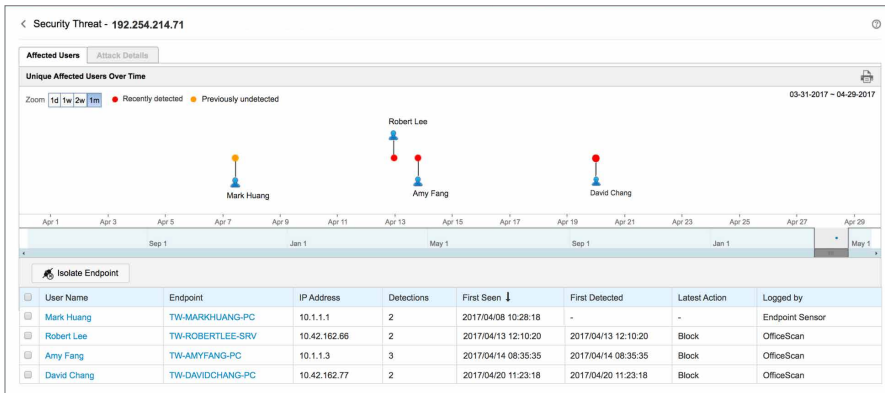 Security Threat - 192.254.214.71
Affected Users Attack Details
Unique Affected Users Over Time
Zoom 1d 1w 2w 1m Recently detected Previously undetected 03-31-2017 ~ 04-29-2017
Robert Lee
Mark Huang Amy Fang David Chang
Apr 1 Apr 3 Apr 5 Apr 7 Apr 9 Apr 11 Apr 13 Apr 15 Apr 17 Apr 19 Apr 21 Apr 23 Apr 25 Apr 27 Apr 29
Sep 1 Jan 1 May 1 Sep 1 Jan 1 May 1
Isolate Endpoint
User Name Endpoint IP Address Detections First Seen ↓ First Detected Latest Action Logged by
Mark Huang TW-MARKHUANG-PC 10.1.1.1 2 2017/04/08 10:28:18 - - Endpoint Sensor
Robert Lee TW-ROBERTLEE-SRV 10.42.162.66 2 2017/04/13 12:10:20 2017/04/13 12:10:20 Block OfficeScan
Amy Fang TW-AMYFANG-PC 10.1.1.3 3 2017/04/14 08:35:35 2017/04/14 08:35:35 Block OfficeScan
David Chang TW-DAVIDCHANG-PC 10.42.162.77 2 2017/04/20 11:23:18 2017/04/20 11:23:18 Block OfficeScan